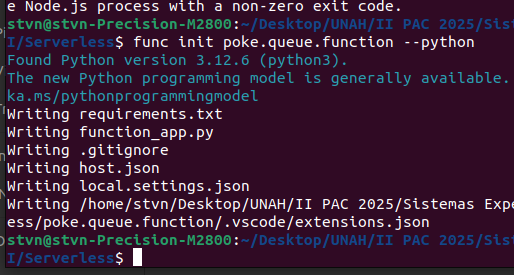 e Node.js process with a non-zero exit code.
stvn@stvn-Precision-M2800:~/Desktop/UNAH/II PAC 2025/Sist
I/Serverless$ func init poke.queue.function --python
Found Python version 3.12.6 (python3).
The new Python programming model is generally available.
ka.ms/pythonprogrammingmodel
Writing requirements.txt
Writing function_app.py
Writing .gitignore
Writing host.json
Writing local.settings.json
Writing /home/stvn/Desktop/UNAH/II PAC 2025/Sistemas Expe
ess/poke.queue.function/.vscode/extensions.json
stvn@stvn-Precision-M2800:~/Desktop/UNAH/II PAC 2025/Sist
I/Serverless$